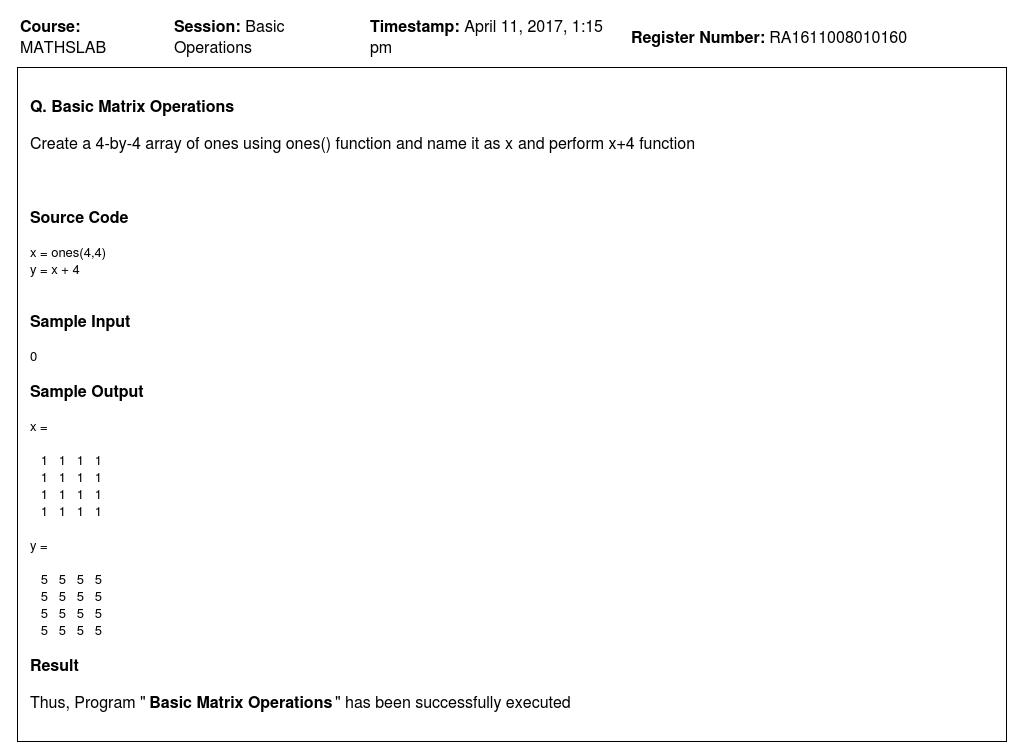 Course: MATHSLAB
Session: Basic Operations
Timestamp: April 11, 2017, 1:15 pm
Register Number: RA1611008010160
Q. Basic Matrix Operations
Create a 4-by-4 array of ones using ones() function and name it as x and perform x+4 function
Source Code
x = ones(4,4)
y = x + 4
Sample Input
0
Sample Output
x =
1 1 1 1
1 1 1 1
1 1 1 1
1 1 1 1
y =
5 5 5 5
5 5 5 5
5 5 5 5
5 5 5 5
Result
Thus, Program " Basic Matrix Operations " has been successfully executed